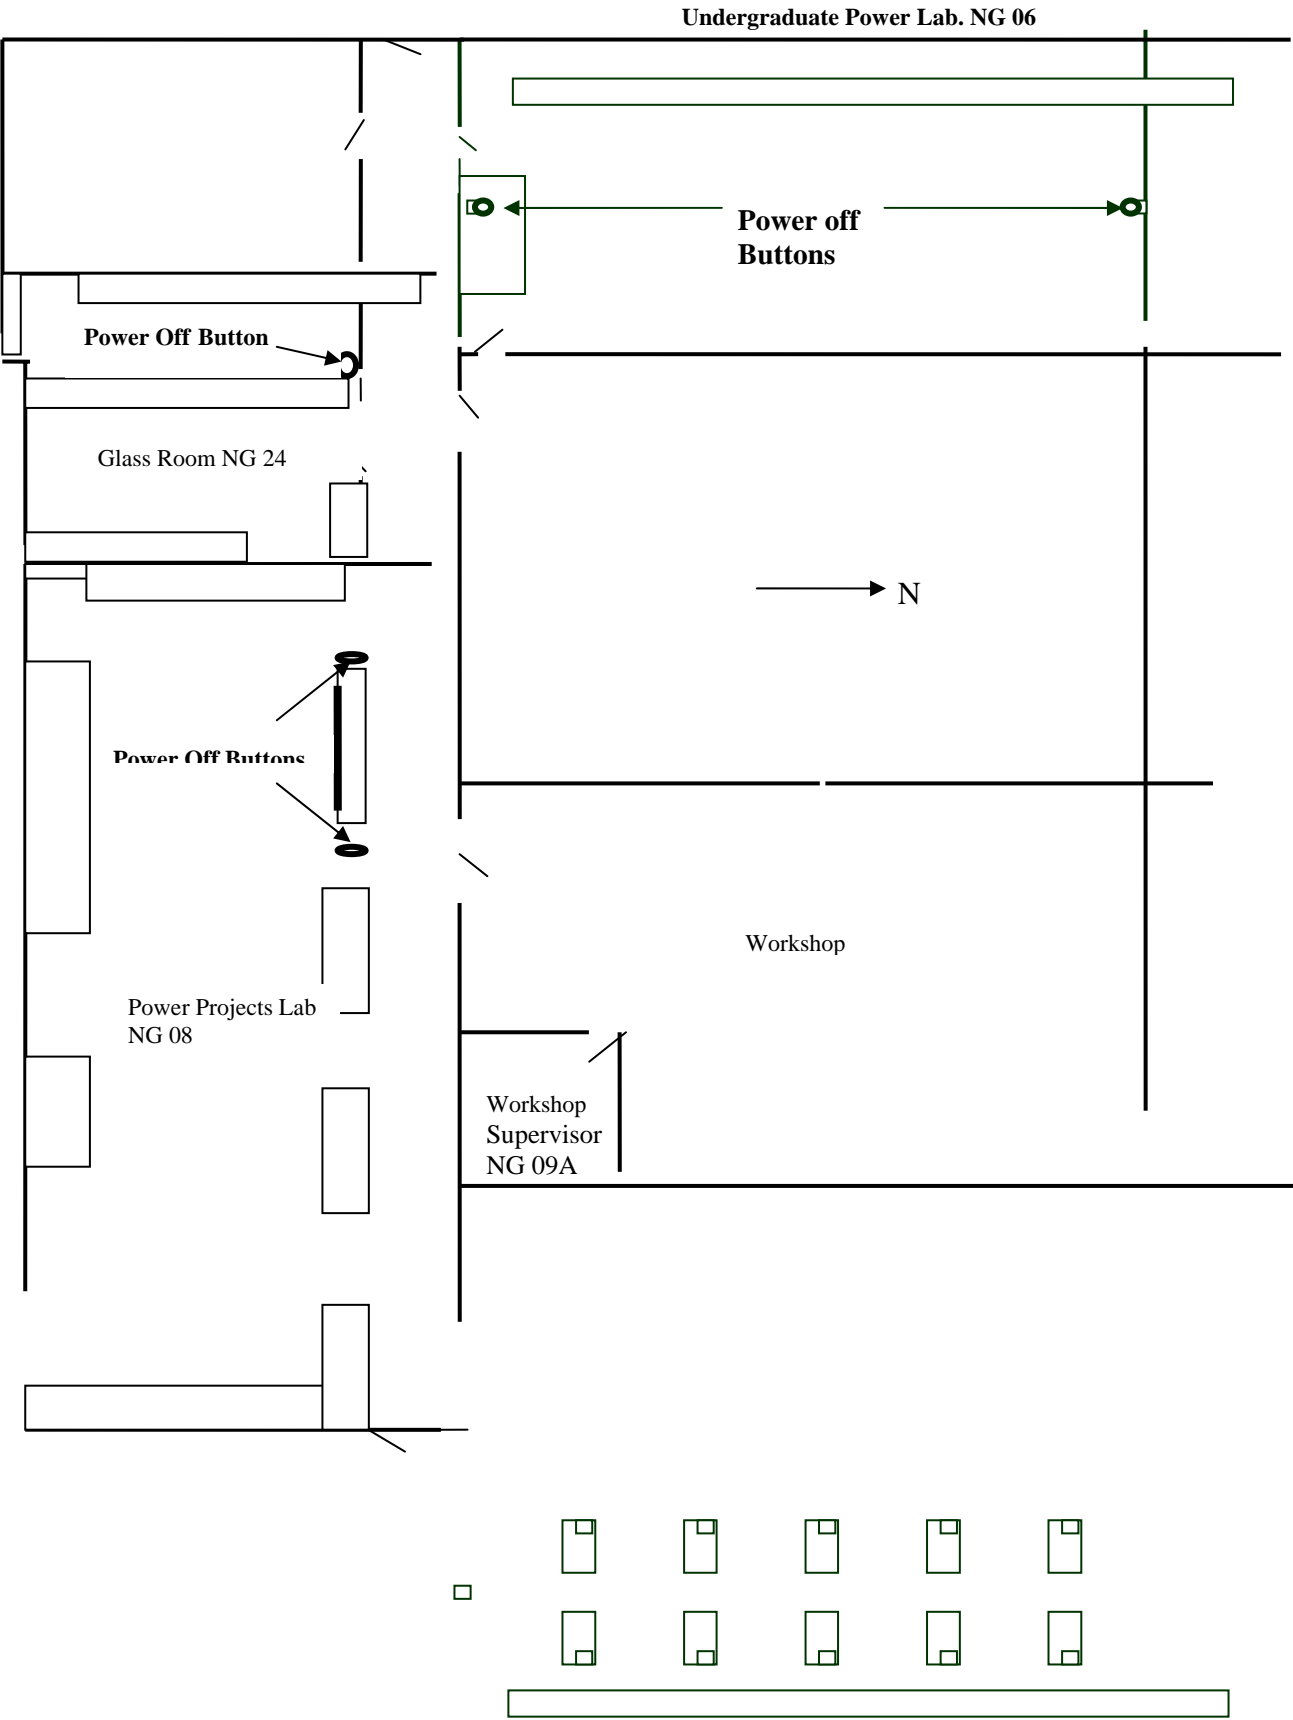 Undergraduate Power Lab. NG 06
Power off
Buttons
Power Off Button
Glass Room NG 24
N
Power Off Buttons
Workshop
Power Projects Lab
NG 08
Workshop
Supervisor
NG 09A